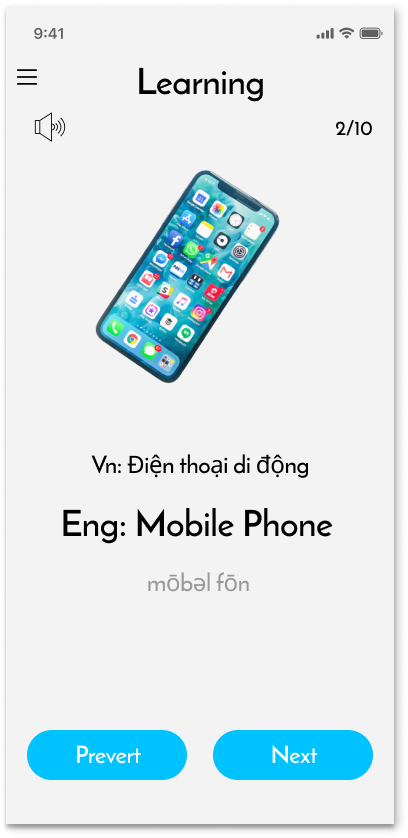 9:41
Learning
2/10
Vn: Điện thoại di động
Eng: Mobile Phone
mōbəl fōn
Prevert
Next